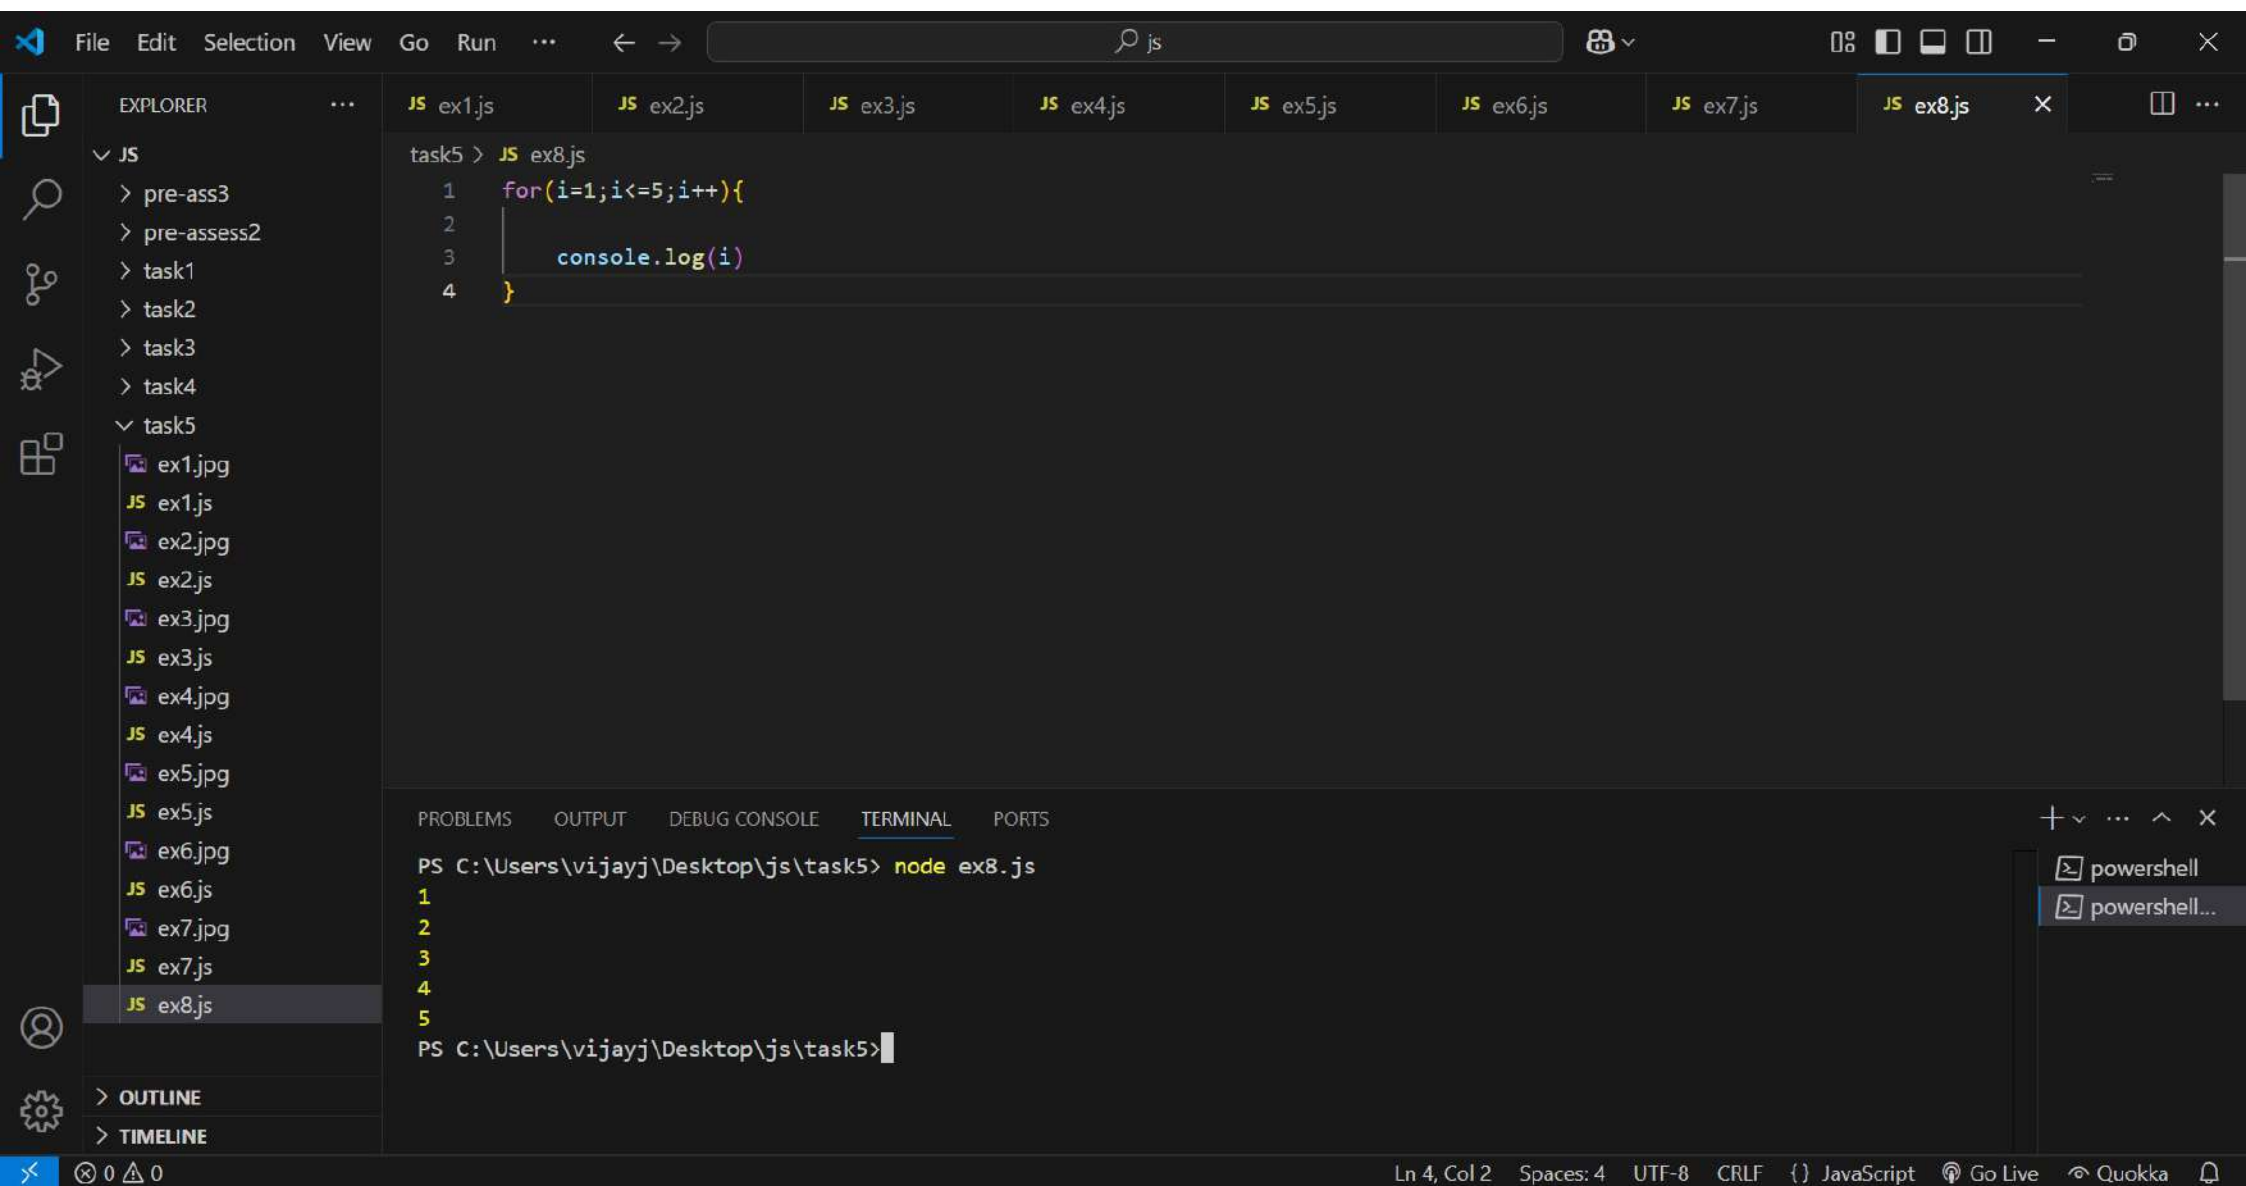 File Edit Selection View Go Run ··· js
EXPLORER ···
JS ex1.js JS ex2.js JS ex3.js JS ex4.js JS ex5.js JS ex6.js JS ex7.js JS ex8.js
JS
pre-ass3
pre-assess2
task1
task2
task3
task4
task5
ex1.jpg
JS ex1.js
ex2.jpg
JS ex2.js
ex3.jpg
JS ex3.js
ex4.jpg
JS ex4.js
ex5.jpg
JS ex5.js
ex6.jpg
JS ex6.js
ex7.jpg
JS ex7.js
JS ex8.js
OUTLINE
TIMELINE
task5 > JS ex8.js
1 for(i=1;i<=5;i++){
2
3 console.log(i)
4 }
PROBLEMS OUTPUT DEBUG CONSOLE TERMINAL PORTS
PS C:\Users\vijayj\Desktop\js\task5> node ex8.js
1
2
3
4
5
PS C:\Users\vijayj\Desktop\js\task5>
powershell
powershell...
0 0 Ln 4, Col 2 Spaces: 4 UTF-8 CRLF {} JavaScript Go Live Quokka